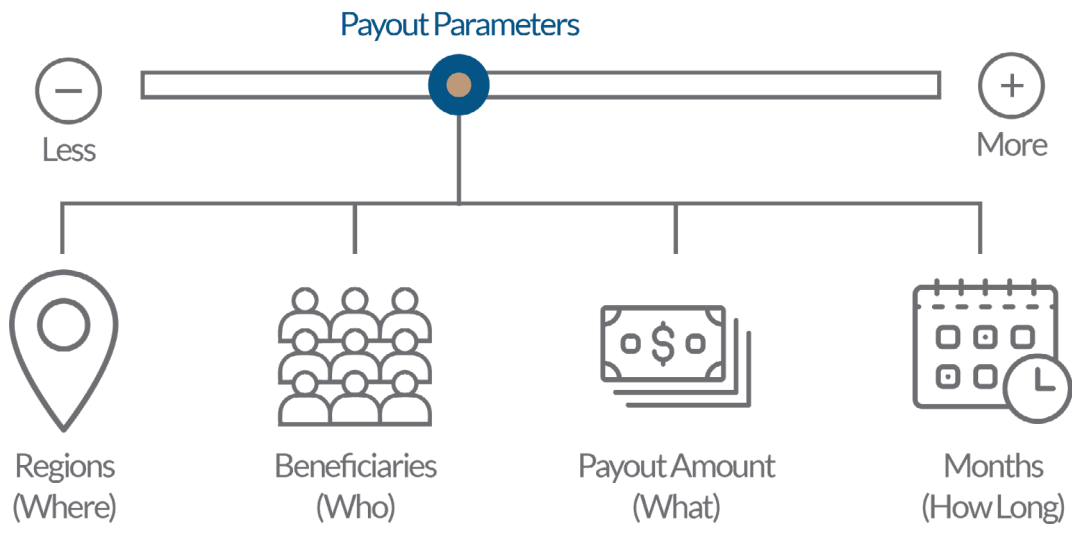 Payout Parameters
Less
More
Regions
(Where)
Beneficiaries
(Who)
Payout Amount
(What)
Months
(How Long)